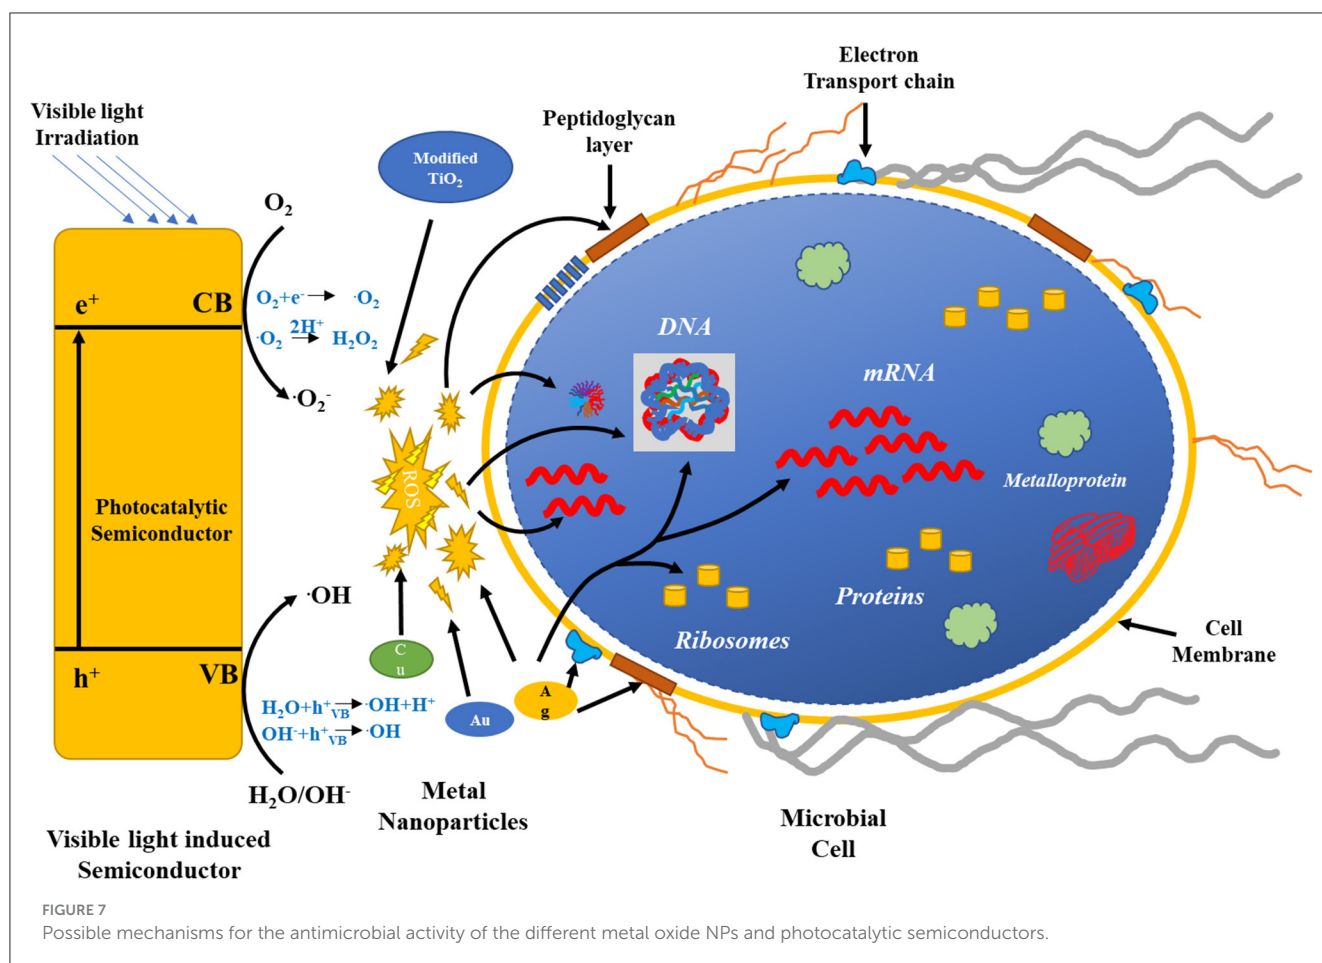 Visible light
Irradiation
O₂
CB
e⁺
O₂+e⁻ → ·O₂
·O₂ 2H⁺→ H₂O₂
·O₂⁻
Photocatalytic
Semiconductor
·OH
VB
h⁺
H₂O+h⁺VB → ·OH+H⁺
OH⁻+h⁺VB → ·OH
H₂O/OH⁻
Visible light induced
Semiconductor
Modified
TiO₂
ROS
C
u
Au
A
g
Metal
Nanoparticles
Peptidoglycan
layer
Electron
Transport chain
DNA
mRNA
Metalloprotein
Proteins
Ribosomes
Cell
Membrane
Microbial
Cell
FIGURE 7
Possible mechanisms for the antimicrobial activity of the different metal oxide NPs and photocatalytic semiconductors.